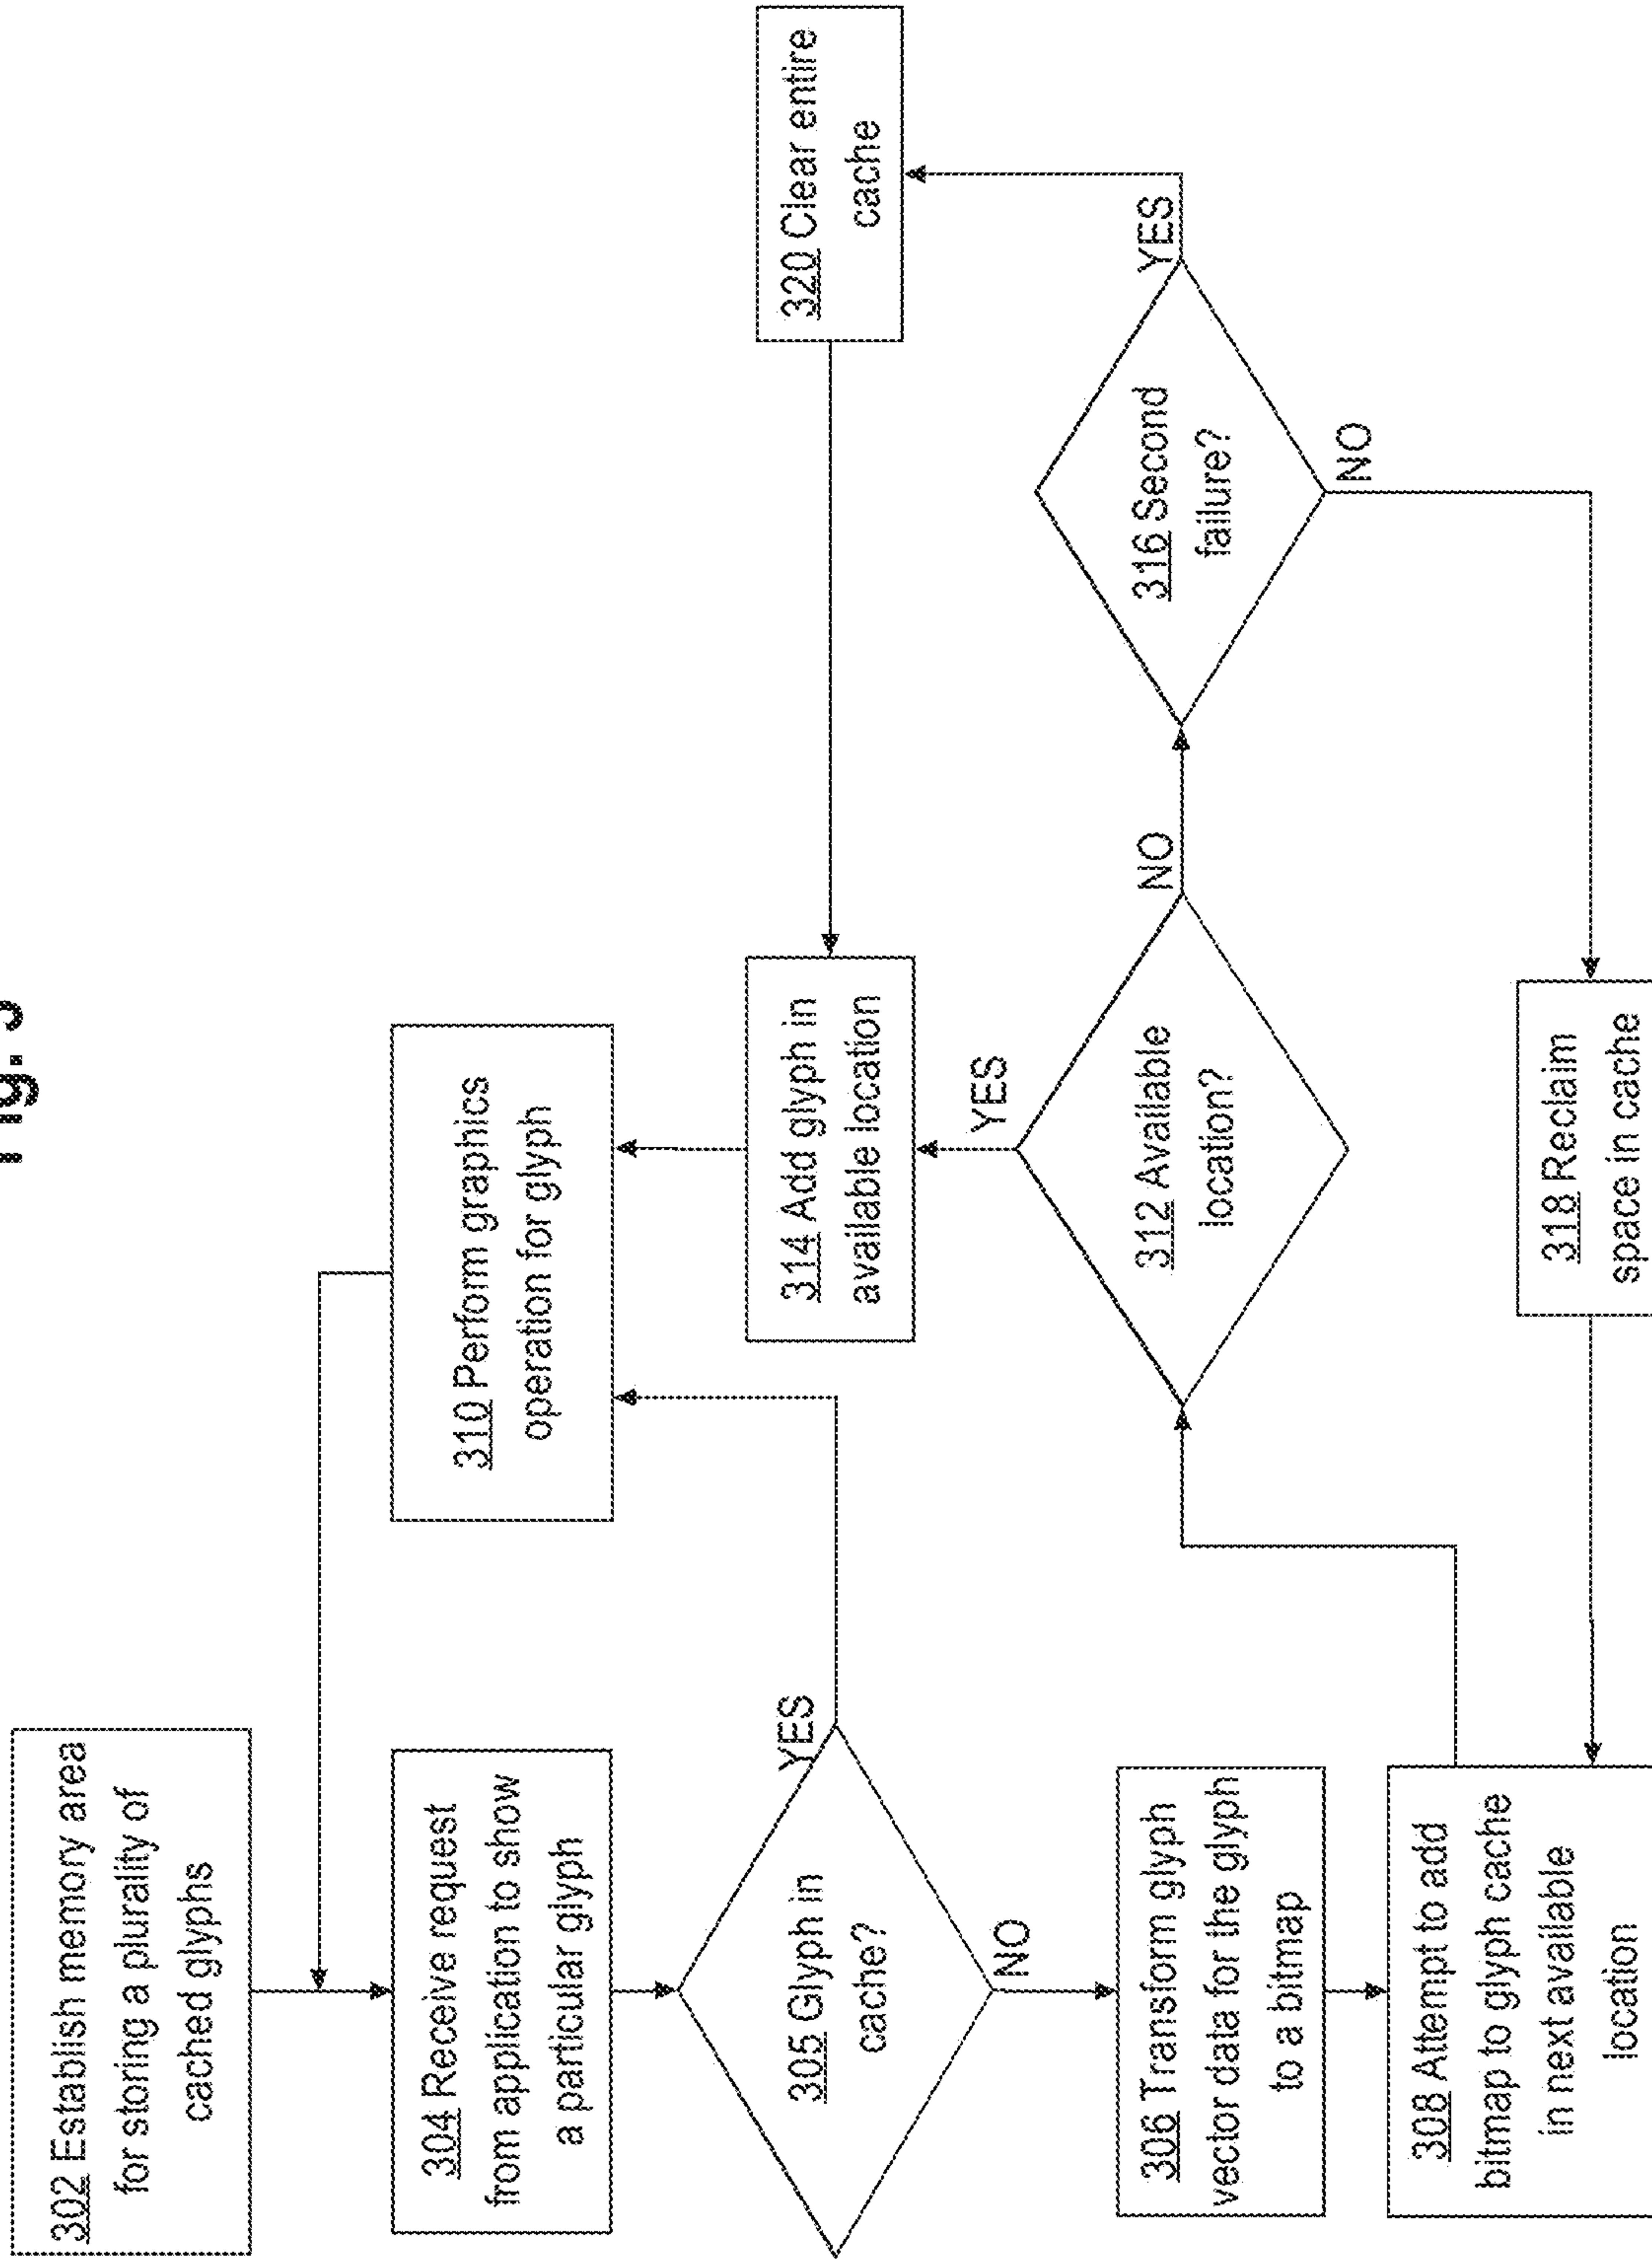 Fig. 3
302 Establish memory area
for storing a plurality of
cached glyphs
304 Receive request
from application to show
a particular glyph
305 Glyph in
cache?
YES
NO
306 Transform glyph
vector data for the glyph
to a bitmap
308 Attempt to add
bitmap to glyph cache
in next available
location
310 Perform graphics
operation for glyph
314 Add glyph in
available location
YES
312 Available
location?
NO
318 Reclaim
space in cache
320 Clear entire
cache
YES
316 Second
failure?
NO